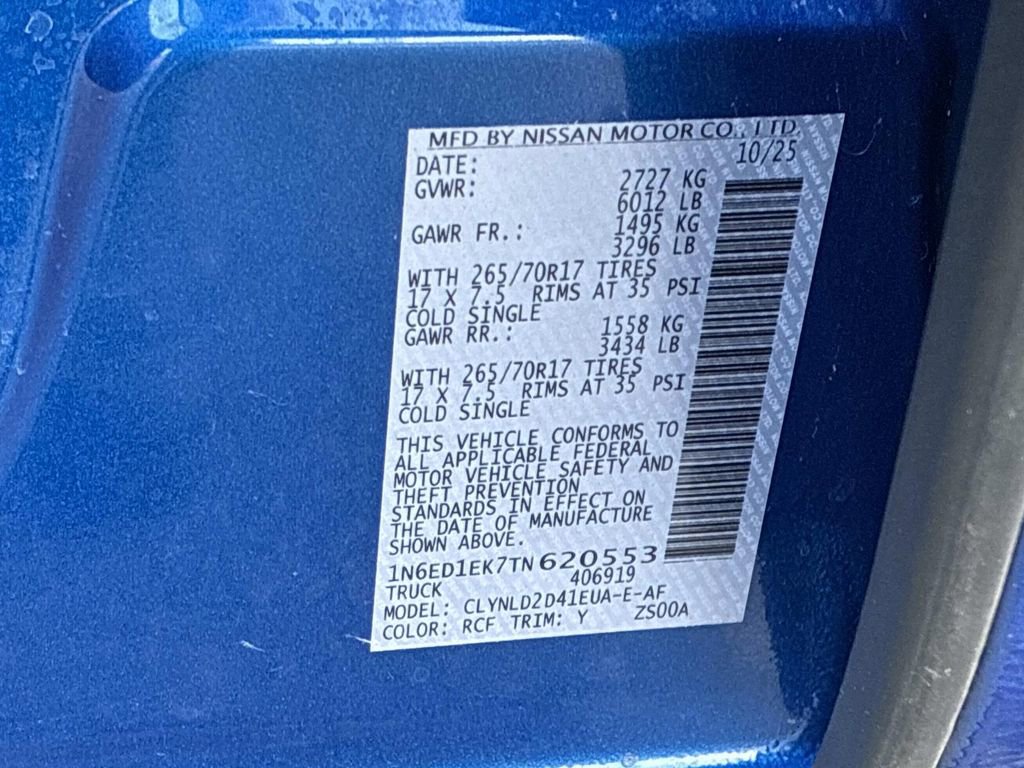 MFD BY NISSAN MOTOR CO., LTD.
DATE: 10/25
GVWR: 2727 KG
6012 LB
GAWR FR.: 1495 KG
3296 LB
WITH 265/70R17 TIRES
17 X 7.5 RIMS AT 35 PSI
COLD SINGLE
GAWR RR.: 1558 KG
3434 LB
WITH 265/70R17 TIRES
17 X 7.5 RIMS AT 35 PSI
COLD SINGLE
THIS VEHICLE CONFORMS TO
ALL APPLICABLE FEDERAL
MOTOR VEHICLE SAFETY AND
THEFT PREVENTION
STANDARDS IN EFFECT ON
THE DATE OF MANUFACTURE
SHOWN ABOVE.
1N6ED1EK7TN620553
TRUCK 406919
MODEL: CLYNLD2D41EUA-E-AF
COLOR: RCF TRIM: Y ZS00A